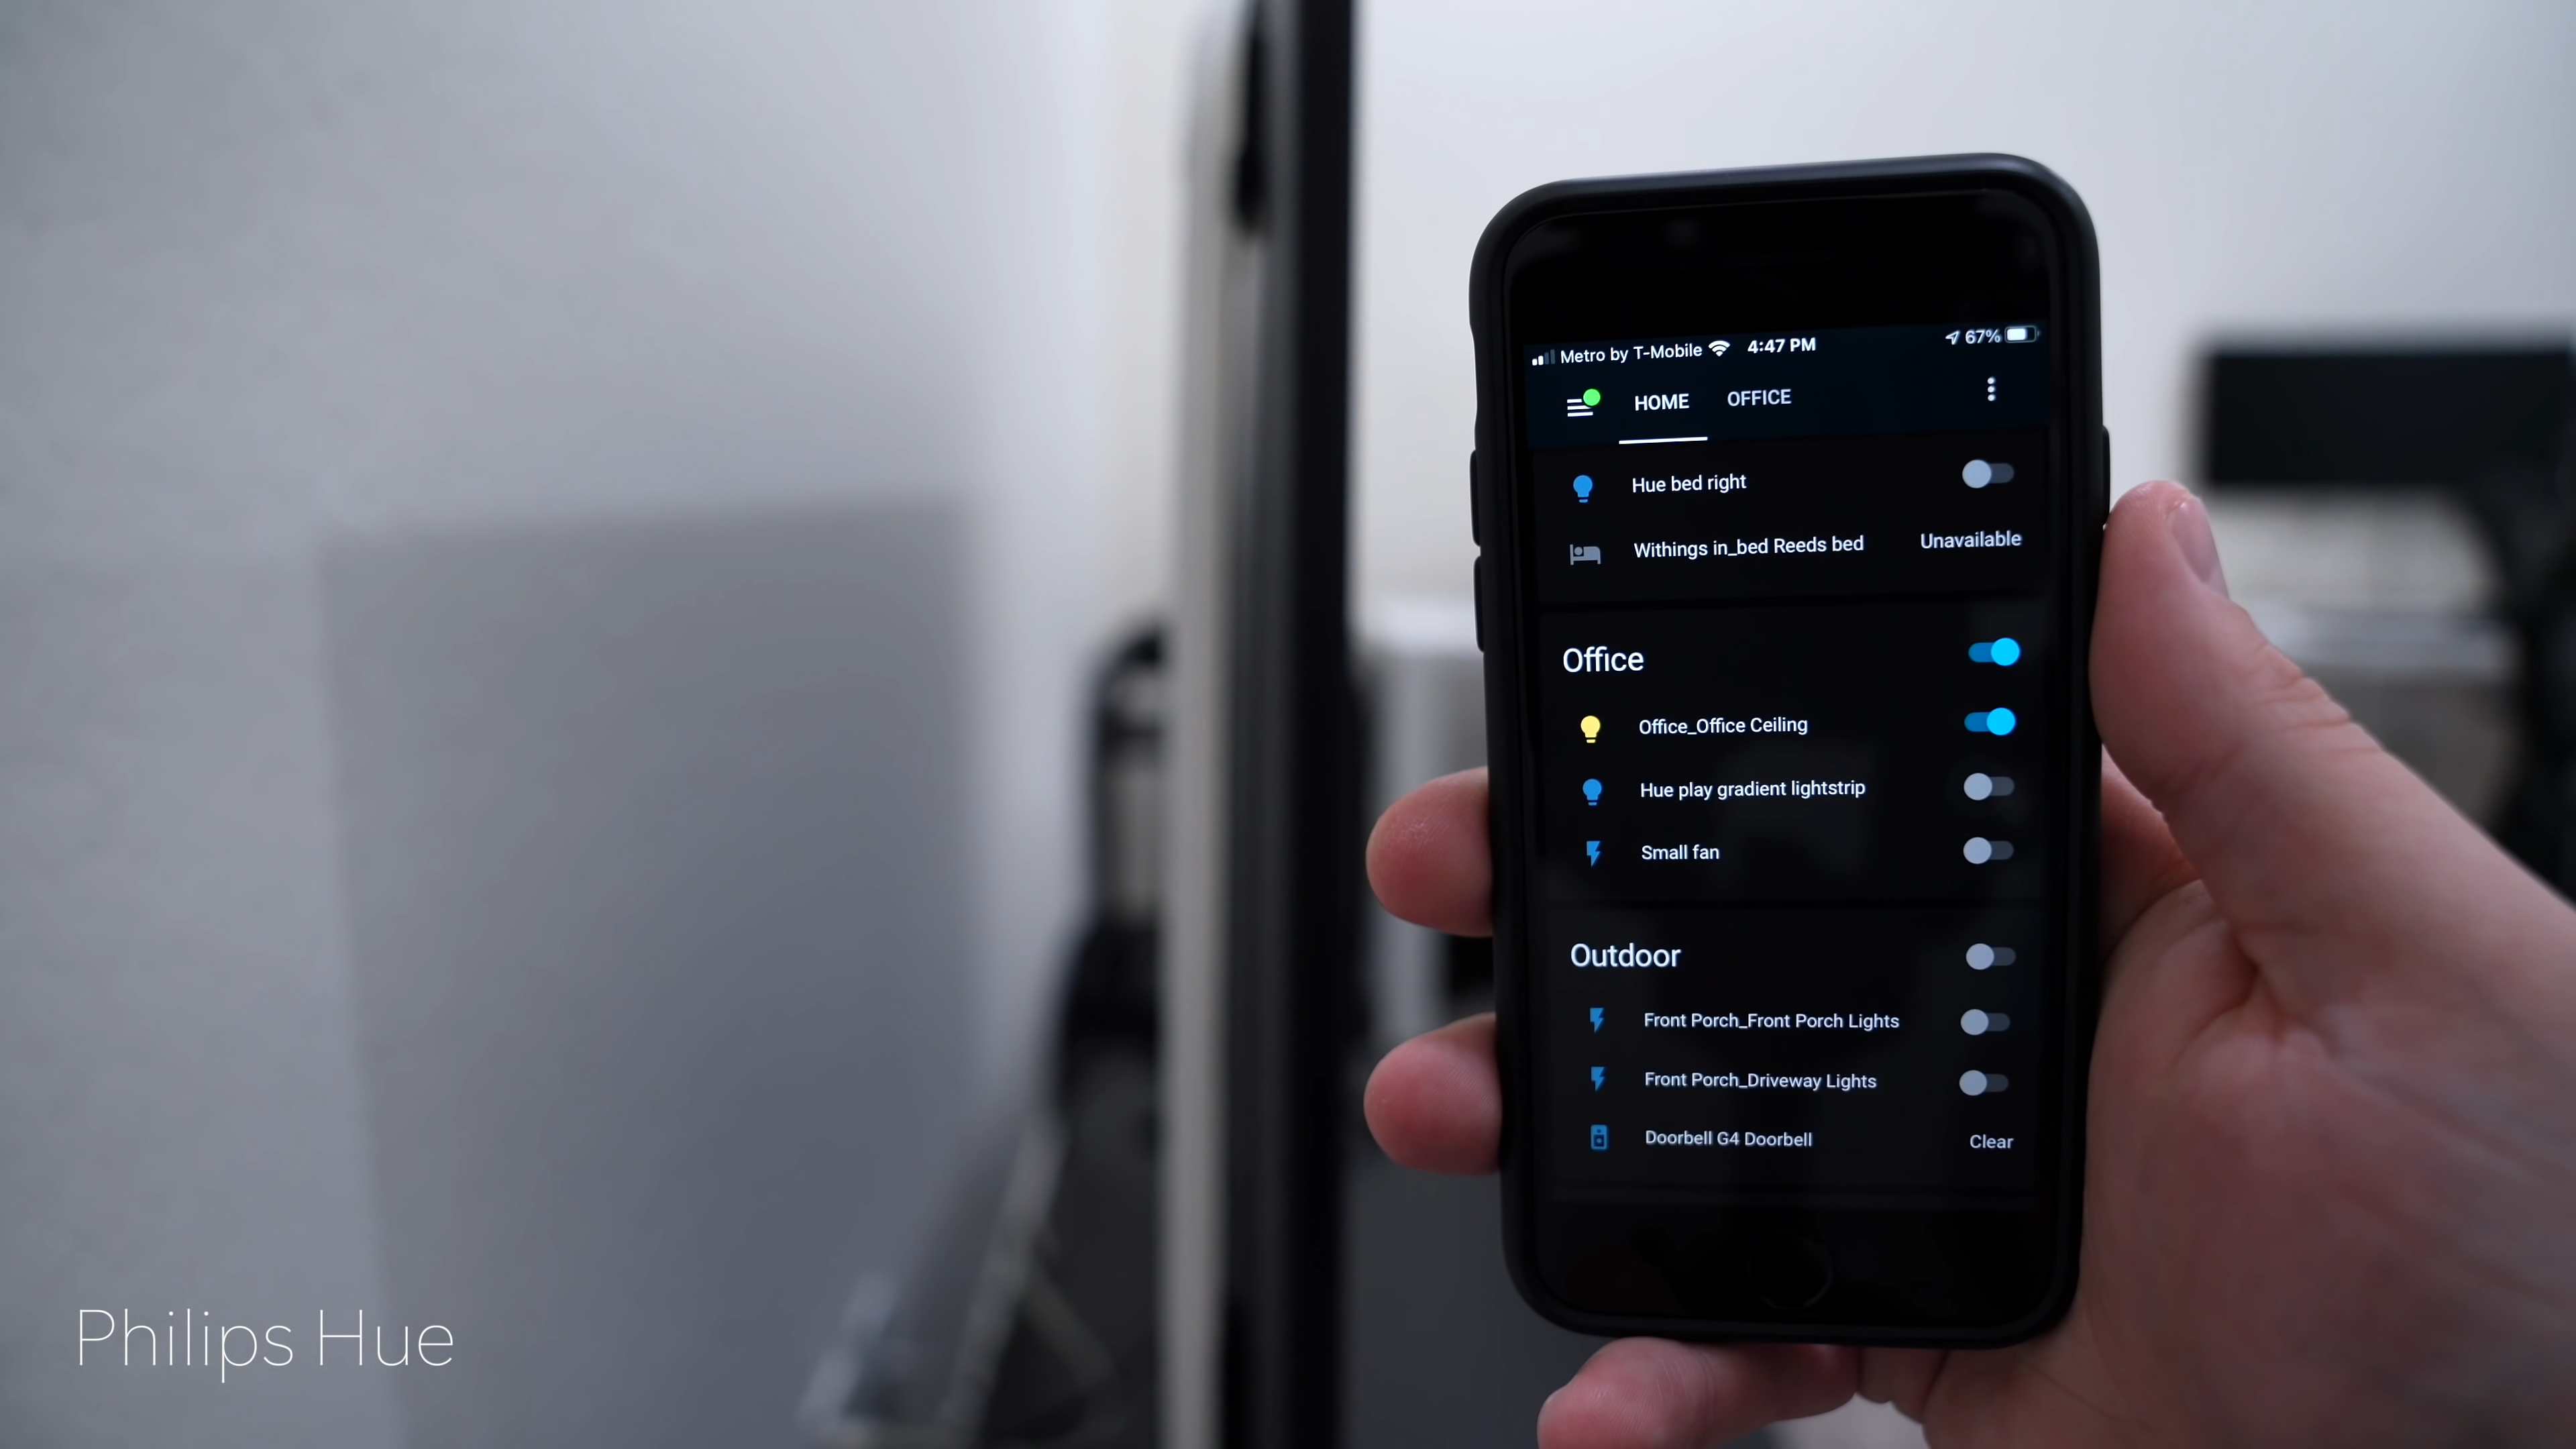 Metro by T-Mobile 4:47 PM 67%
HOME OFFICE
Hue bed right
Withings in_bed Reeds bed Unavailable
Office
Office_Office Ceiling
Hue play gradient lightstrip
Small fan
Outdoor
Front Porch_Front Porch Lights
Front Porch_Driveway Lights
Doorbell G4 Doorbell Clear
Philips Hue